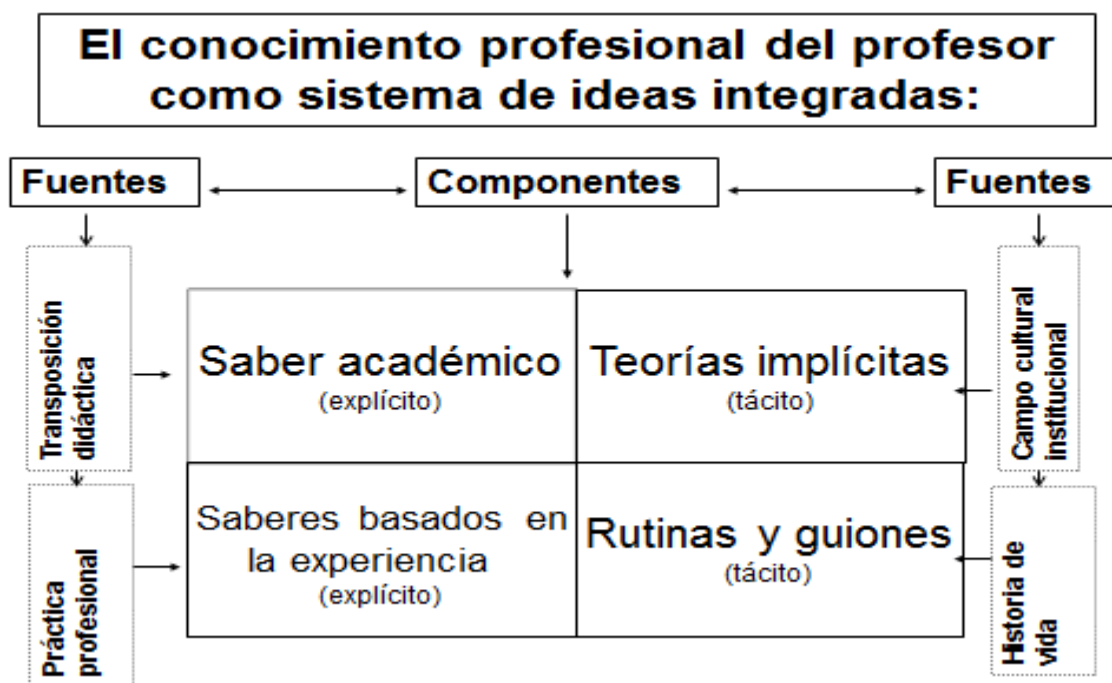 El conocimiento profesional del profesor
como sistema de ideas integradas:
Fuentes
Componentes
Fuentes
Transposición
didáctica
Saber académico
(explícito)
Teorías implícitas
(tácito)
Campo cultural
institucional
Práctica
profesional
Saberes basados en
la experiencia
(explícito)
Rutinas y guiones
(tácito)
Historia de
vida